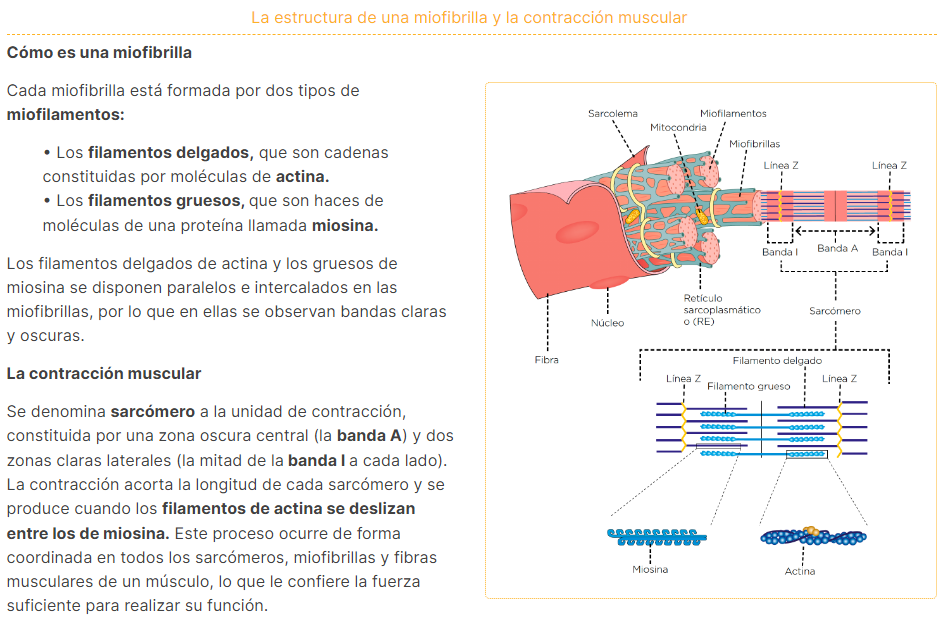 La estructura de una miofibrilla y la contracción muscular
Cómo es una miofibrilla
Cada miofibrilla está formada por dos tipos de
miofilamentos:
• Los filamentos delgados, que son cadenas
constituidas por moléculas de actina.
• Los filamentos gruesos, que son haces de
moléculas de una proteína llamada miosina.
Los filamentos delgados de actina y los gruesos de
miosina se disponen paralelos e intercalados en las
miofibrillas, por lo que en ellas se observan bandas claras
y oscuras.
La contracción muscular
Se denomina sarcómero a la unidad de contracción,
constituida por una zona oscura central (la banda A) y dos
zonas claras laterales (la mitad de la banda I a cada lado).
La contracción acorta la longitud de cada sarcómero y se
produce cuando los filamentos de actina se deslizan
entre los de miosina. Este proceso ocurre de forma
coordinada en todos los sarcómeros, miofibrillas y fibras
musculares de un músculo, lo que le confiere la fuerza
suficiente para realizar su función.
Sarcolema
Miofilamentos
Mitocondria
Miofibrillas
Línea Z
Línea Z
Banda I
Banda A
Banda I
Retículo
sarcoplasmático
o (RE)
Sarcómero
Núcleo
Fibra
Filamento delgado
Línea Z
Filamento grueso
Línea Z
Miosina
Actina